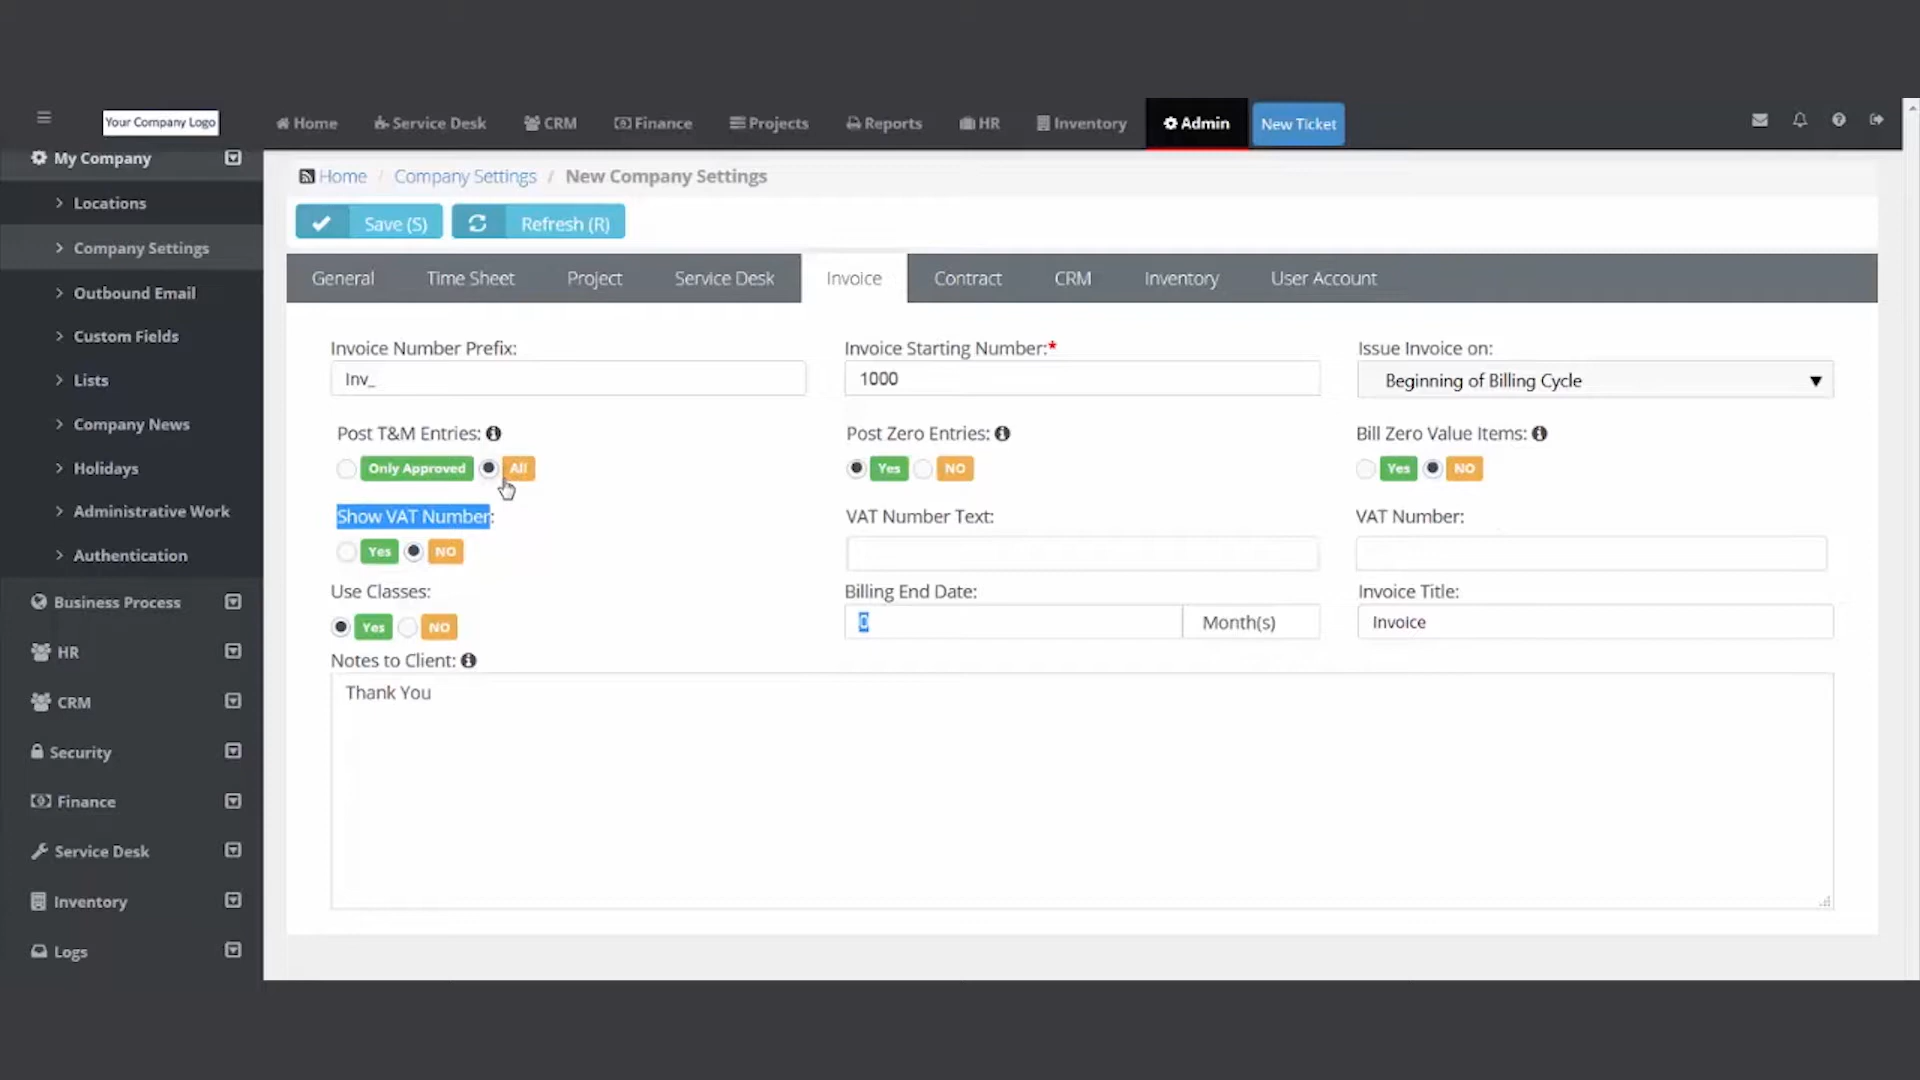 Your Company Logo
Home Service Desk CRM Finance Projects Reports HR Inventory Admin New Ticket
My Company
Locations
Company Settings
Outbound Email
Custom Fields
Lists
Company News
Holidays
Administrative Work
Authentication
Business Process
HR
CRM
Security
Finance
Service Desk
Inventory
Logs
Home / Company Settings / New Company Settings
Save (S) Refresh (R)
General Time Sheet Project Service Desk Invoice Contract CRM Inventory User Account
Invoice Number Prefix: Invoice Starting Number:* Issue Invoice on:
Inv_ 1000 Beginning of Billing Cycle
Post T&M Entries: Post Zero Entries: Bill Zero Value Items:
Only Approved All Yes NO Yes NO
Show VAT Number: VAT Number Text: VAT Number:
Yes NO
Use Classes: Billing End Date: Invoice Title:
Yes NO 0 Month(s) Invoice
Notes to Client:
Thank You